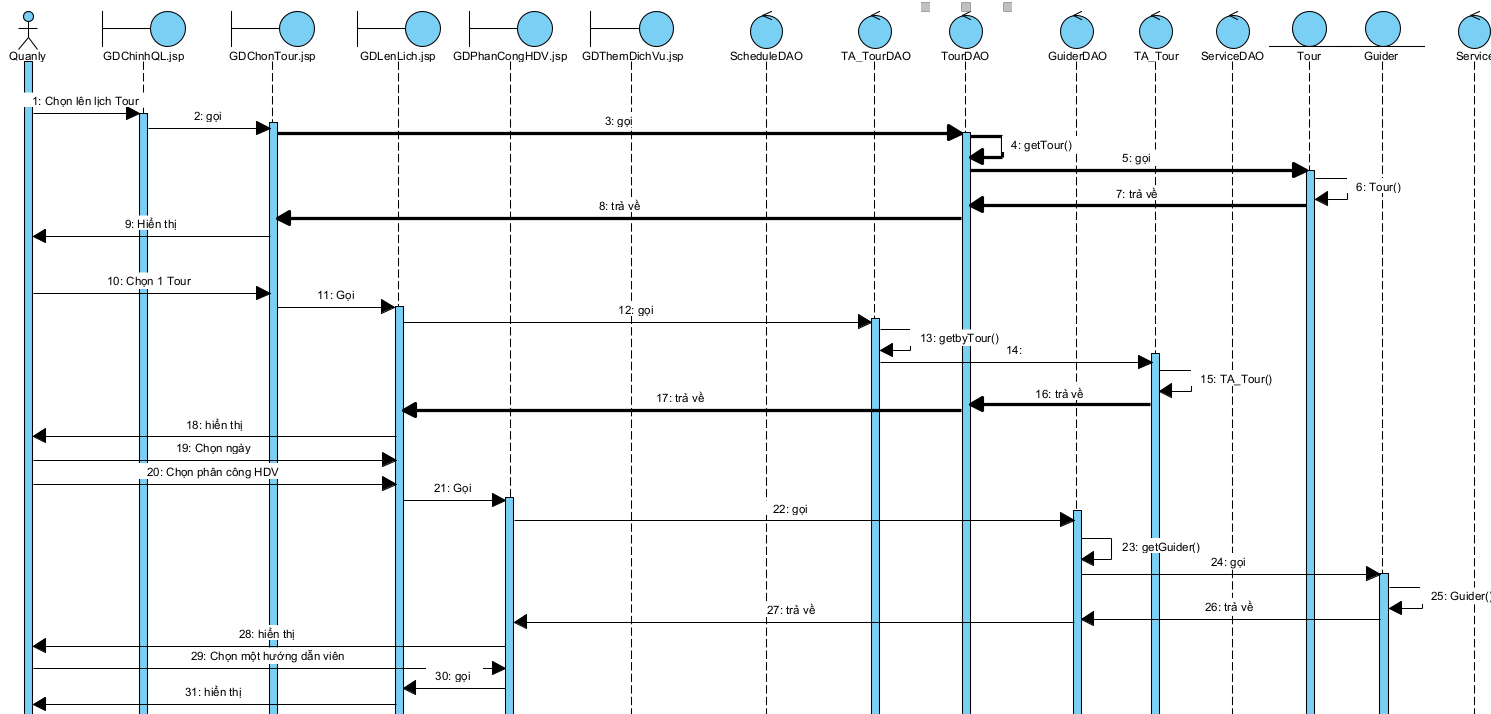 Quanly
GDChinhQL.jsp
GDChonTour.jsp
GDLenLich.jsp
GDPhanCongHDV.jsp
GDThemDichVu.jsp
ScheduleDAO
TA_TourDAO
TourDAO
GuiderDAO
TA_Tour
ServiceDAO
Tour
Guider
Service
1: Chọn lên lịch Tour
2: gọi
3: gọi
4: getTour()
5: gọi
6: Tour()
7: trả về
8: trả về
9: Hiển thị
10: Chọn 1 Tour
11: Gọi
12: gọi
13: getbyTour()
14:
15: TA_Tour()
16: trả về
17: trả về
18: hiển thị
19: Chọn ngày
20: Chọn phân công HDV
21: Gọi
22: gọi
23: getGuider()
24: gọi
25: Guider()
26: trả về
27: trả về
28: hiển thị
29: Chọn một hướng dẫn viên
30: gọi
31: hiển thị